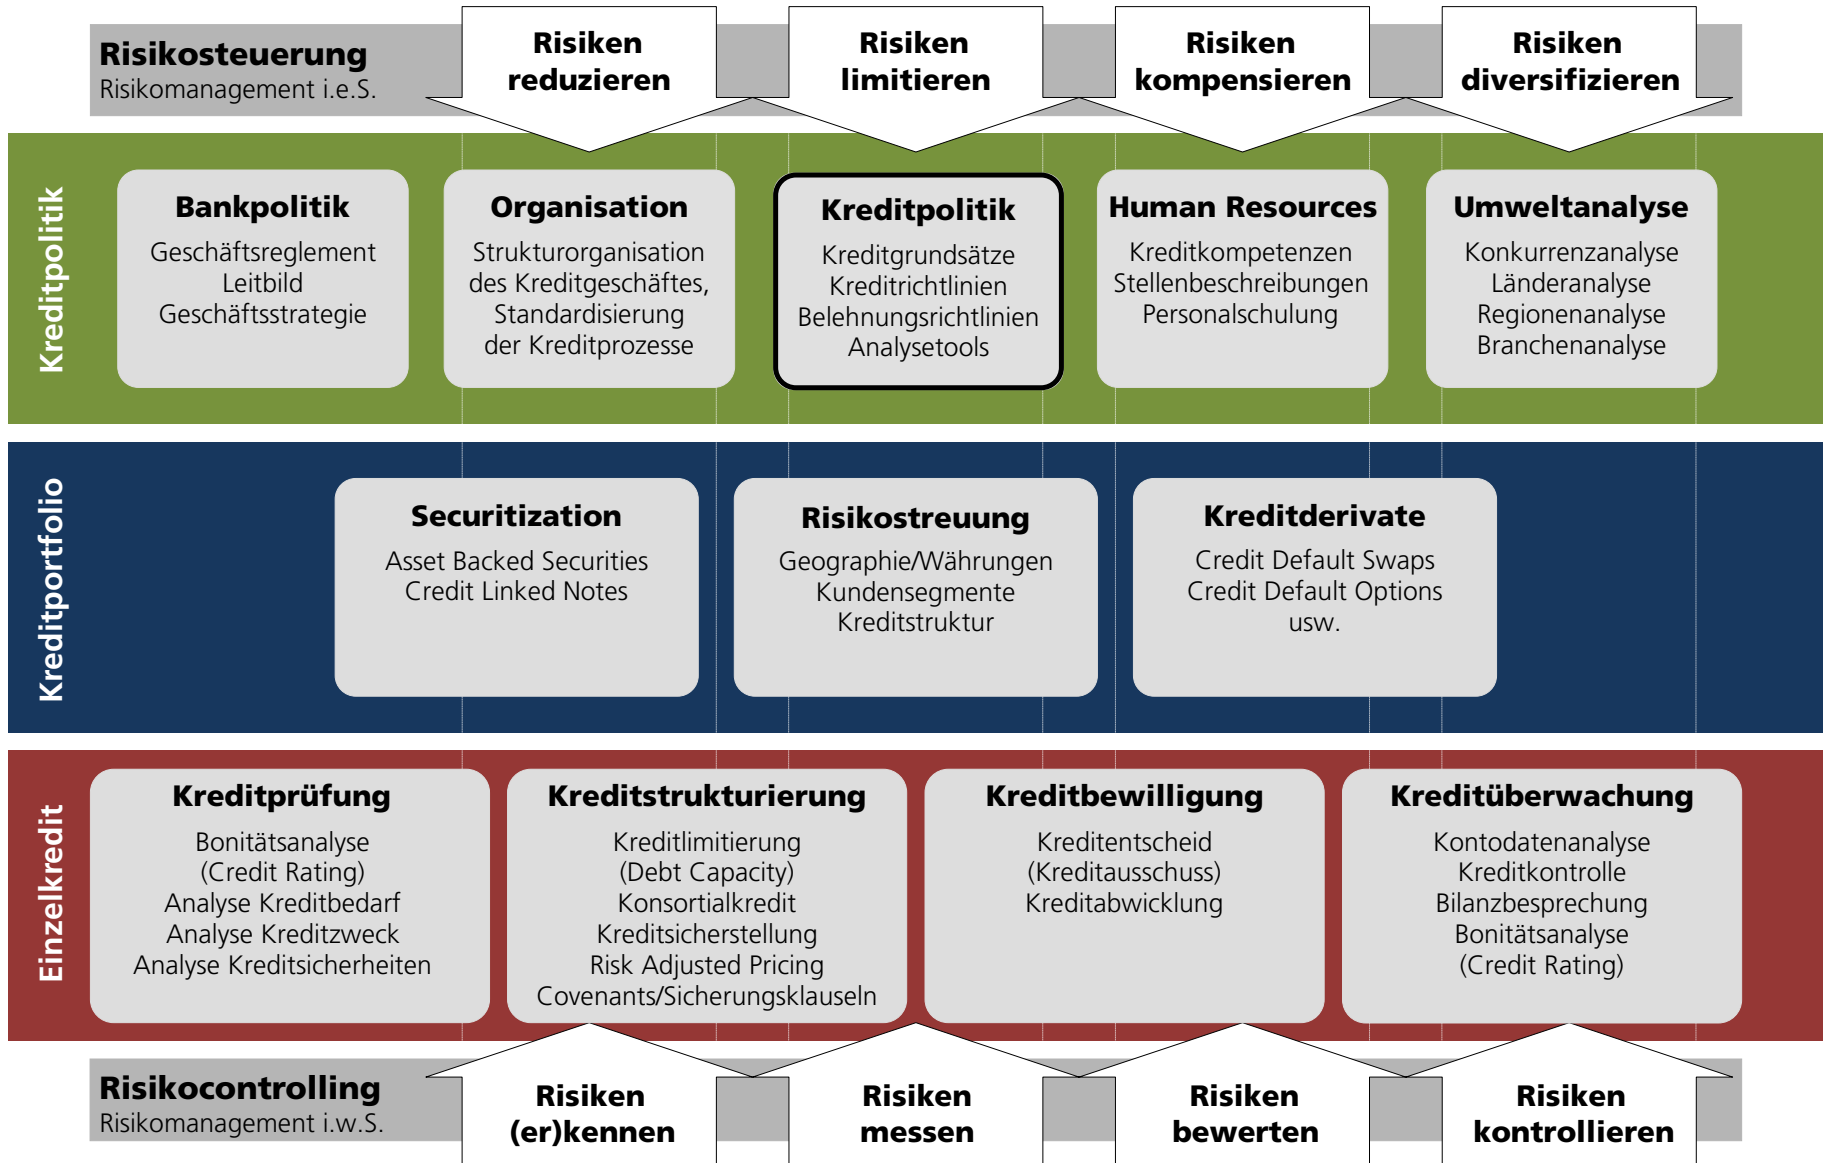 Risikosteuerung
Risikomanagement i.e.S.
Risiken
reduzieren
Risiken
limitieren
Risiken
kompensieren
Risiken
diversifizieren
Kreditpolitik
Bankpolitik
Geschäftsreglement
Leitbild
Geschäftsstrategie
Organisation
Strukturorganisation
des Kreditgeschäftes,
Standardisierung
der Kreditprozesse
Kreditpolitik
Kreditgrundsätze
Kreditrichtlinien
Belehnungsrichtlinien
Analysetools
Human Resources
Kreditkompetenzen
Stellenbeschreibungen
Personalschulung
Umweltanalyse
Konkurrenzanalyse
Länderanalyse
Regionenanalyse
Branchenanalyse
Kreditportfolio
Securitization
Asset Backed Securities
Credit Linked Notes
Risikostreuung
Geographie/Währungen
Kundensegmente
Kreditstruktur
Kreditderivate
Credit Default Swaps
Credit Default Options
usw.
Einzelkredit
Kreditprüfung
Bonitätsanalyse
(Credit Rating)
Analyse Kreditbedarf
Analyse Kreditzweck
Analyse Kreditsicherheiten
Kreditstrukturierung
Kreditlimitierung
(Debt Capacity)
Konsortialkredit
Kreditsicherstellung
Risk Adjusted Pricing
Covenants/Sicherungsklauseln
Kreditbewilligung
Kreditentscheid
(Kreditausschuss)
Kreditabwicklung
Kreditüberwachung
Kontodatenanalyse
Kreditkontrolle
Bilanzbesprechung
Bonitätsanalyse
(Credit Rating)
Risikocontrolling
Risikomanagement i.w.S.
Risiken
(er)kennen
Risiken
messen
Risiken
bewerten
Risiken
kontrollieren